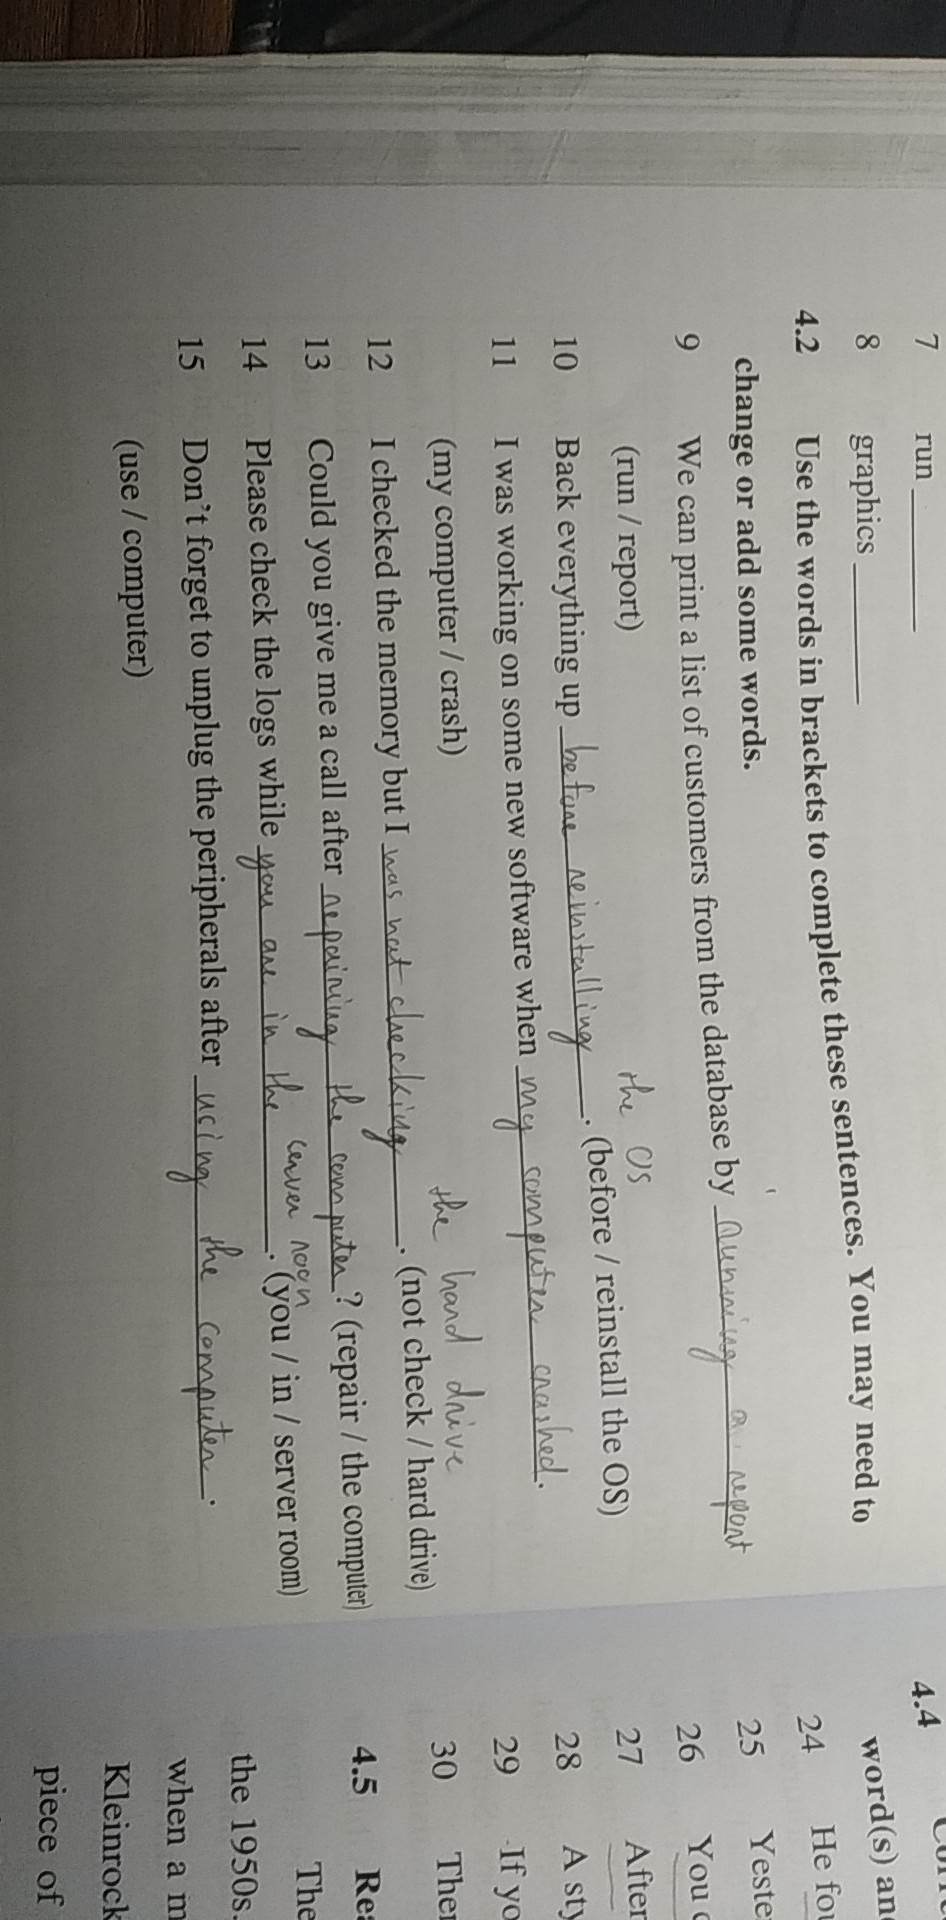 7 run ______
8 graphics ______
4.2 Use the words in brackets to complete these sentences. You may need to
change or add some words.
9 We can print a list of customers from the database by running a report
(run / report)
the OS
10 Back everything up before reinstalling. (before / reinstall the OS)
11 I was working on some new software when my computer crashed.
(my computer / crash)
the hard drive
12 I checked the memory but I was not checking. (not check / hard drive)
13 Could you give me a call after repairing the computer? (repair / the computer)
14 Please check the logs while you are in the server room. (you / in / server room)
15 Don't forget to unplug the peripherals after using the computer.
(use / computer)
4.4
word(s) an
24 He fo
25 Yeste
26 You
27 After
28 A sty
29 If yo
30 The
4.5 Re
The
the 1950s.
when a m
Kleinrock
piece of